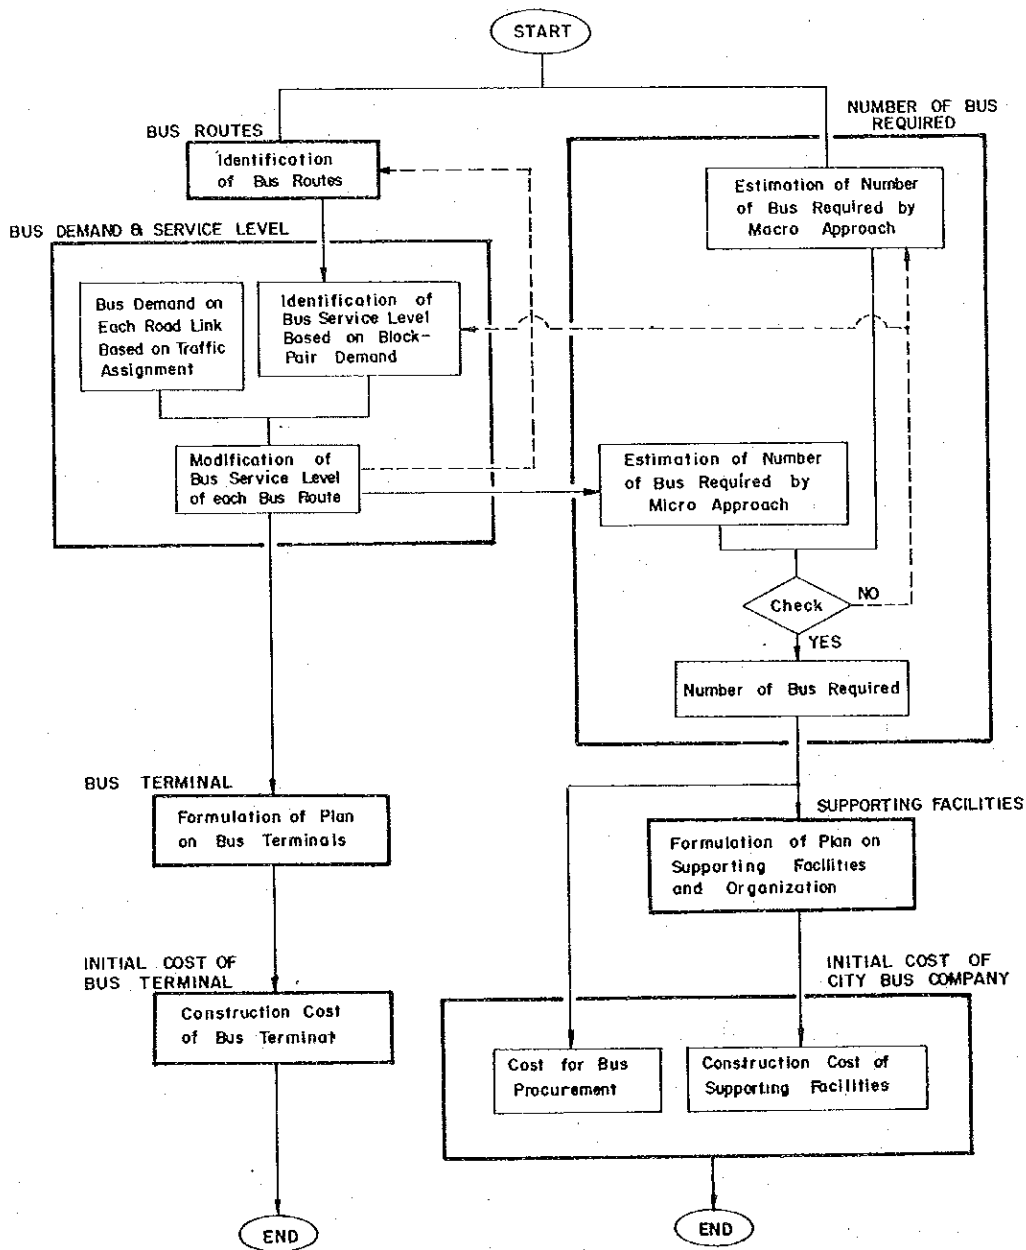 START
NUMBER OF BUS
REQUIRED
BUS ROUTES
Identification
of Bus Routes
Estimation of Number
of Bus Required by
Macro Approach
BUS DEMAND & SERVICE LEVEL
Bus Demand on
Each Road Link
Based on Traffic
Assignment
Identification of
Bus Service Level
Based on Block-
Pair Demand
Modification of
Bus Service Level
of each Bus Route
Estimation of Number
of Bus Required by
Micro Approach
Check
NO
YES
Number of Bus Required
BUS TERMINAL
Formulation of Plan
on Bus Terminals
SUPPORTING FACILITIES
Formulation of Plan on
Supporting Facilities
and Organization
INITIAL COST OF
BUS TERMINAL
Construction Cost
of Bus Terminal
INITIAL COST OF
CITY BUS COMPANY
Cost for Bus
Procurement
Construction Cost of
Supporting Facilities
END
END